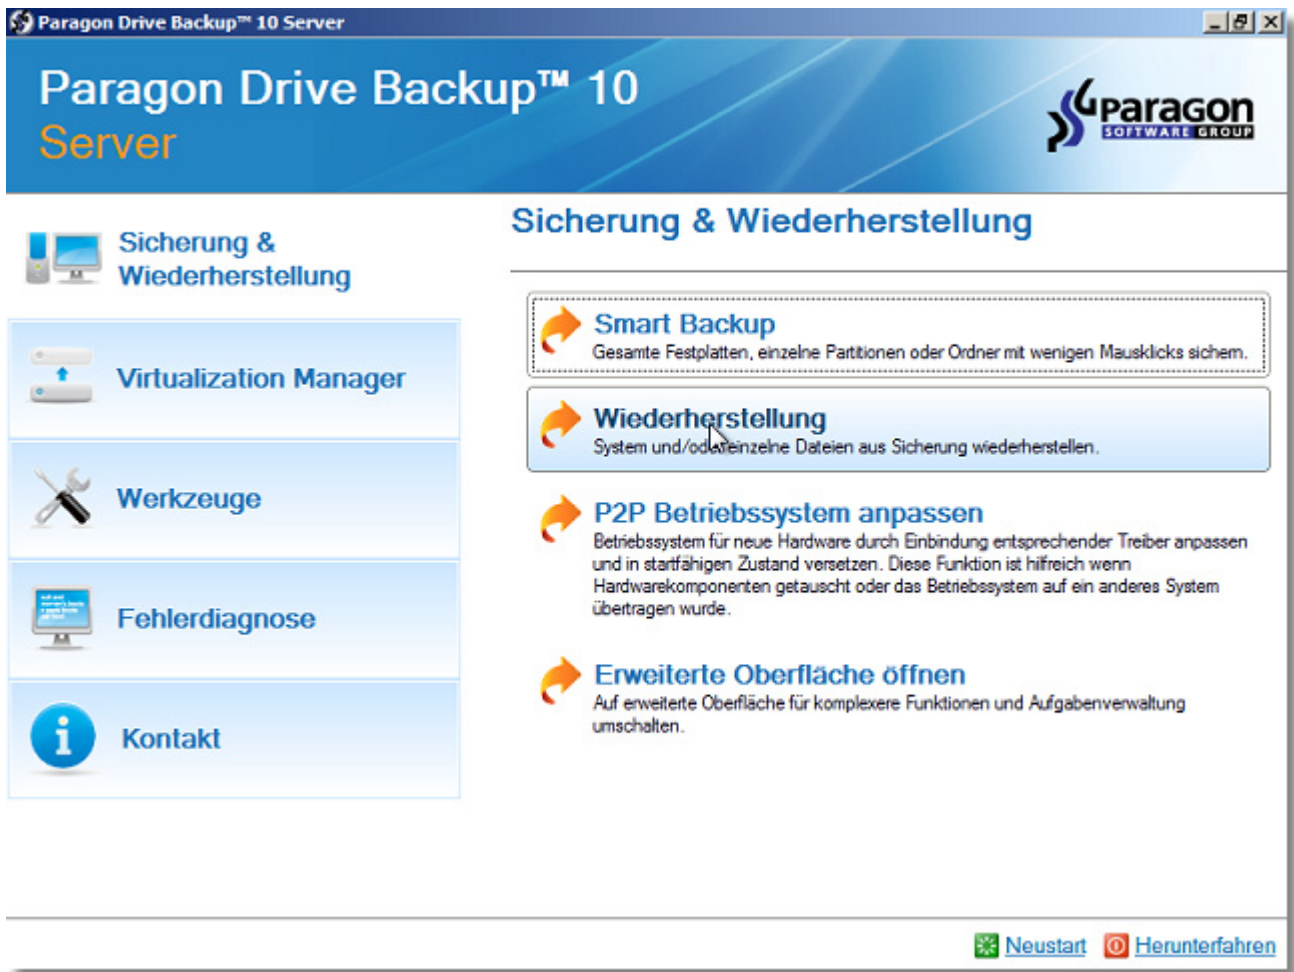 Paragon Drive Backup™ 10 Server
Paragon Drive Backup™ 10
Server
Paragon
SOFTWARE GROUP
Sicherung &
Wiederherstellung
Virtualization Manager
Werkzeuge
Fehlerdiagnose
Kontakt
Sicherung & Wiederherstellung
Smart Backup
Gesamte Festplatten, einzelne Partitionen oder Ordner mit wenigen Mausklicks sichern.
Wiederherstellung
System und/oder einzelne Dateien aus Sicherung wiederherstellen.
P2P Betriebssystem anpassen
Betriebssystem für neue Hardware durch Einbindung entsprechender Treiber anpassen
und in startfähigen Zustand versetzen. Diese Funktion ist hilfreich wenn
Hardwarekomponenten getauscht oder das Betriebssystem auf ein anderes System
übertragen wurde.
Erweiterte Oberfläche öffnen
Auf erweiterte Oberfläche für komplexere Funktionen und Aufgabenverwaltung
umschalten.
Neustart
Herunterfahren